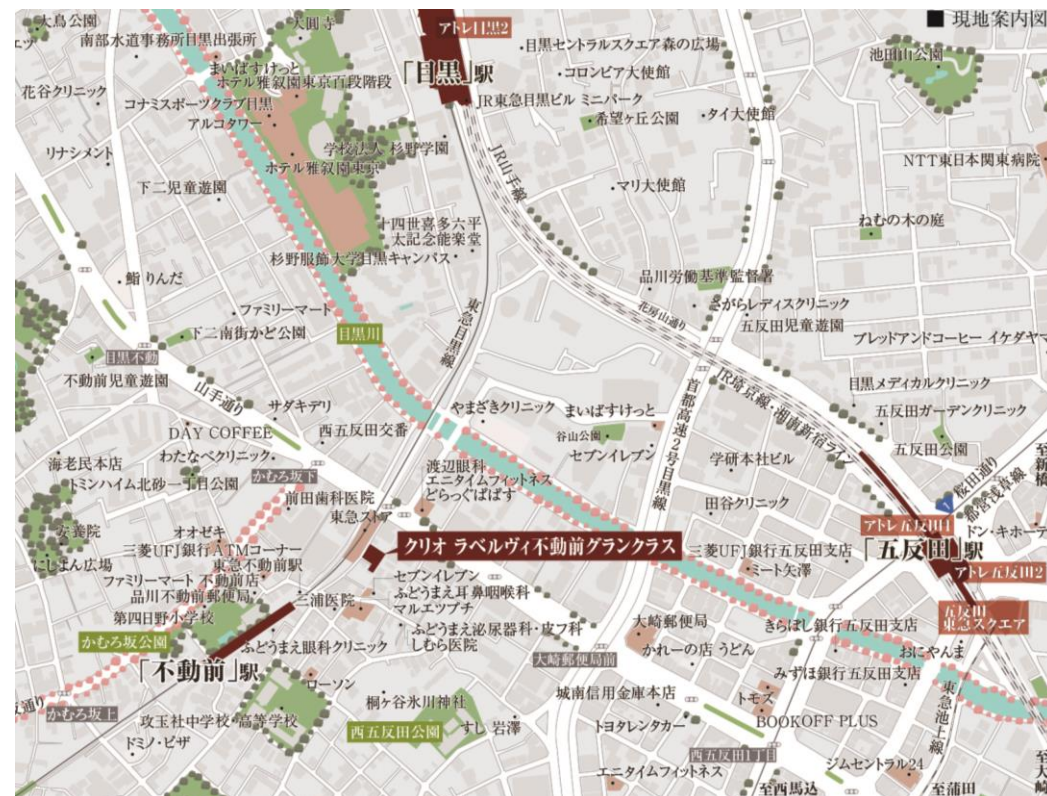 ■ 現地案内図
大鳥公園
南部水道事務所目黒出張所
大圓寺
アトレ目黒2
目黒セントラルスクエア森の広場
池田山公園
花谷クリニック
まいばすけっと
ホテル雅叙園東京百段階段
「目黒」駅
コロンビア大使館
コナミスポーツクラブ目黒
JR東急目黒ビル ミニパーク
アルコタワー
希望ヶ丘公園
タイ大使館
リナシメント
学校法人 杉野学園
NTT東日本関東病院
ホテル雅叙園東京
JR山手線
下二児童遊園
マリ大使館
十四世喜多六平
太記念能楽堂
ねむの木の庭
杉野服飾大学目黒キャンパス
鮨りんだ
品川労働基準監督署
ファミリーマート
東急目黒線
花房山通り
さがらレディスクリニック
下二南街かど公園
目黒川
五反田児童遊園
目黒不動
ブレッドアンドコーヒー イケダヤマ
不動前児童遊園
山手通り
JR埼京線・湘南新宿ライン
目黒メディカルクリニック
サダキデリ
やまざきクリニック
まいばすけっと
首都高速2号目黒線
五反田ガーデンクリニック
DAY COFFEE
西五反田交番
谷山公園
わたなべクリニック
セブンイレブン
五反田公園
至新橋
海老民本店
かむろ坂下
渡辺眼科
学研本社ビル
桜田通り
トミンハイム北砂一丁目公園
エニタイムフィットネス
都営浅草線
前田歯科医院
どらっぐぱぱす
田谷クリニック
東急ストア
安養院
オオゼキ
アトレ五反田1
ドン・キホーテ
にしまん広場
三菱UFJ銀行ATMコーナー
クリオ ラベルヴィ不動前グランクラス
三菱UFJ銀行五反田支店
「五反田」駅
東急不動前駅
ミート矢澤
アトレ五反田2
ファミリーマート 不動前店
セブンイレブン
品川不動前郵便局
三浦医院
ふどうまえ耳鼻咽喉科
マルエツプチ
五反田
東急スクエア
第四日野小学校
ふどうまえ泌尿器科・皮フ科
大崎郵便局
きらぼし銀行五反田支店
かむろ坂公園
ふどうまえ眼科クリニック
しむら医院
かれーの店 うどん
おにやんま
「不動前」駅
大崎郵便局前
みずほ銀行五反田支店
ローソン
城南信用金庫本店
トモズ
東急池上線
桐ヶ谷氷川神社
かむろ坂上
攻玉社中学校・高等学校
西五反田公園
すし 岩澤
トヨタレンタカー
BOOKOFF PLUS
ドミノ・ピザ
西五反田1丁目
エニタイムフィットネス
ジムセントラル24
至西馬込
至蒲田